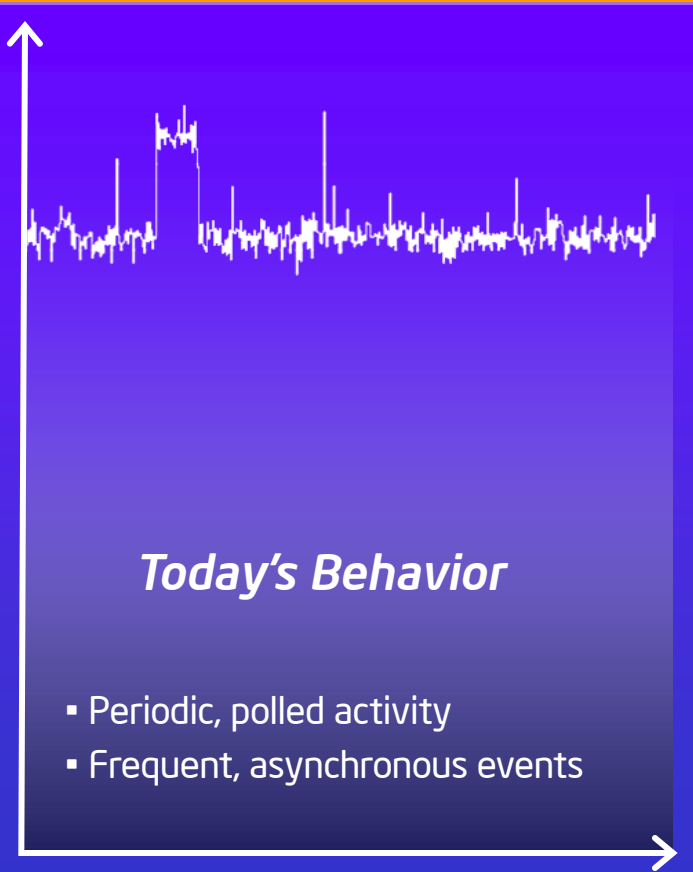 Today's Behavior
▪ Periodic, polled activity
▪ Frequent, asynchronous events